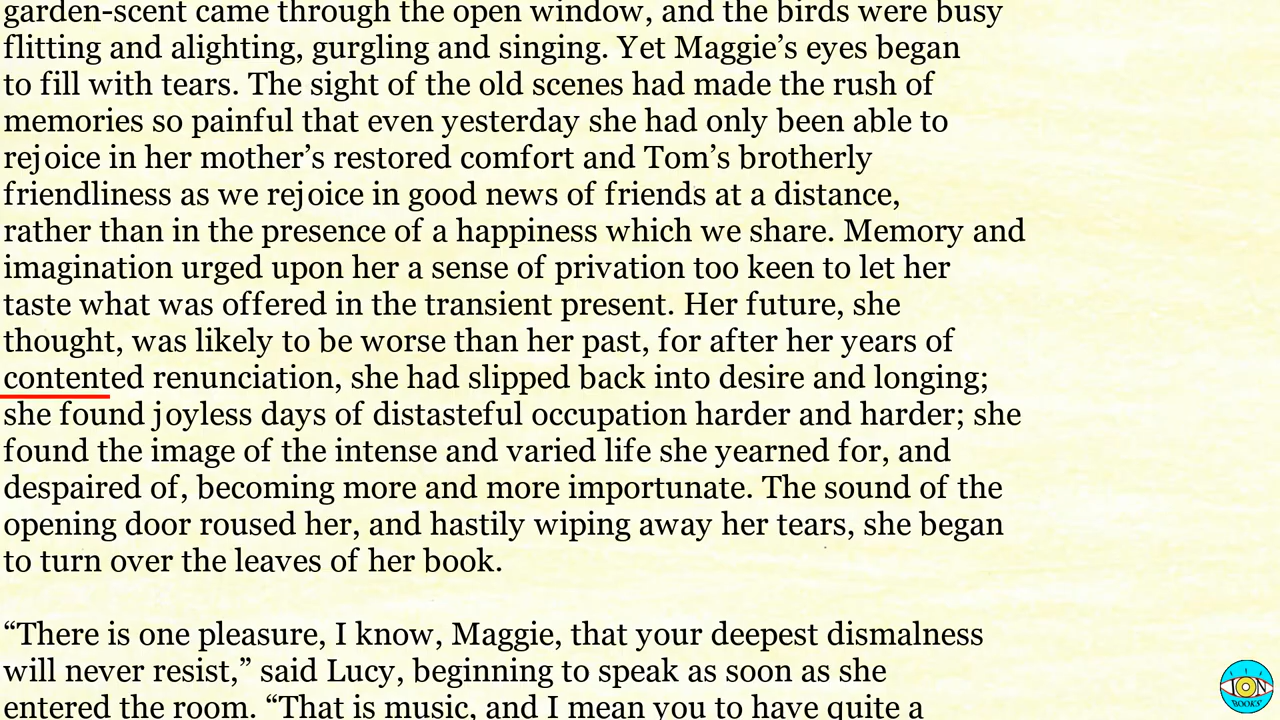 garden-scent came through the open window, and the birds were busy
flitting and alighting, gurgling and singing. Yet Maggie’s eyes began
to fill with tears. The sight of the old scenes had made the rush of
memories so painful that even yesterday she had only been able to
rejoice in her mother’s restored comfort and Tom’s brotherly
friendliness as we rejoice in good news of friends at a distance,
rather than in the presence of a happiness which we share. Memory and
imagination urged upon her a sense of privation too keen to let her
taste what was offered in the transient present. Her future, she
thought, was likely to be worse than her past, for after her years of
contented renunciation, she had slipped back into desire and longing;
she found joyless days of distasteful occupation harder and harder; she
found the image of the intense and varied life she yearned for, and
despaired of, becoming more and more importunate. The sound of the
opening door roused her, and hastily wiping away her tears, she began
to turn over the leaves of her book.
“There is one pleasure, I know, Maggie, that your deepest dismalness
will never resist,” said Lucy, beginning to speak as soon as she
entered the room. “That is music, and I mean you to have quite a
ION
BOOKS